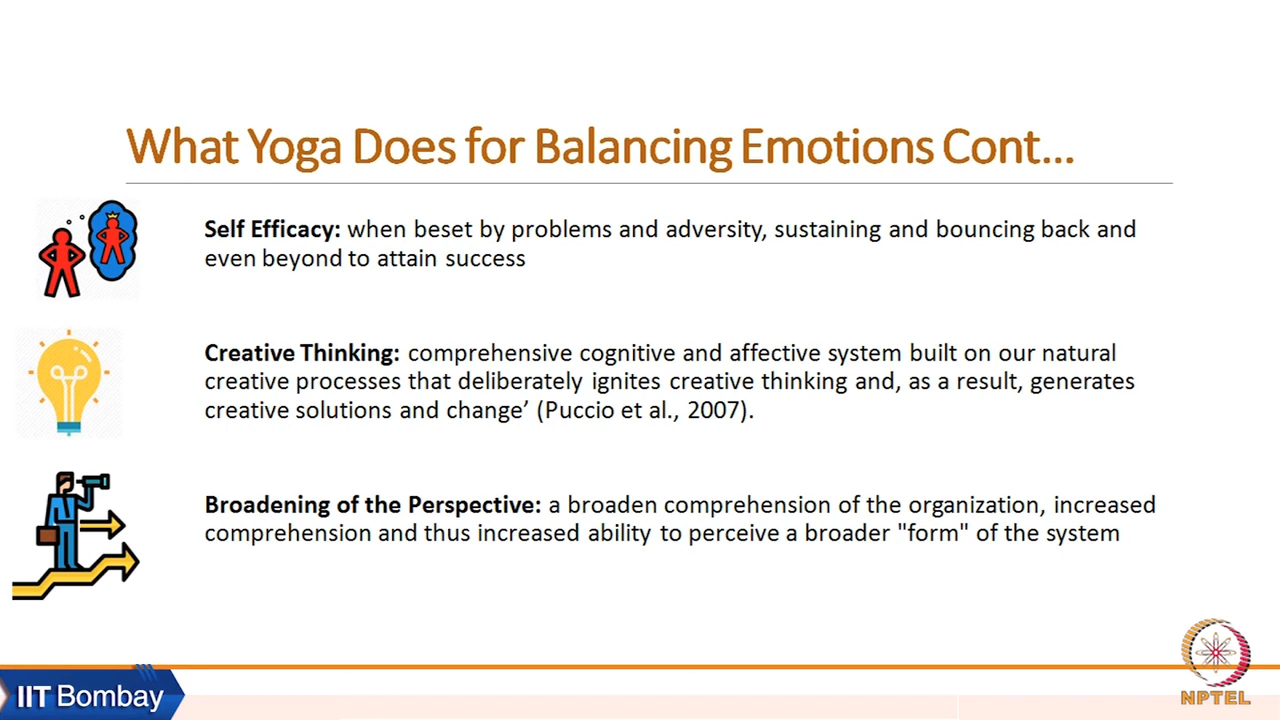 What Yoga Does for Balancing Emotions Cont...
Self Efficacy: when beset by problems and adversity, sustaining and bouncing back and
even beyond to attain success
Creative Thinking: comprehensive cognitive and affective system built on our natural
creative processes that deliberately ignites creative thinking and, as a result, generates
creative solutions and change’ (Puccio et al., 2007).
Broadening of the Perspective: a broaden comprehension of the organization, increased
comprehension and thus increased ability to perceive a broader "form" of the system
IIT Bombay
NPTEL